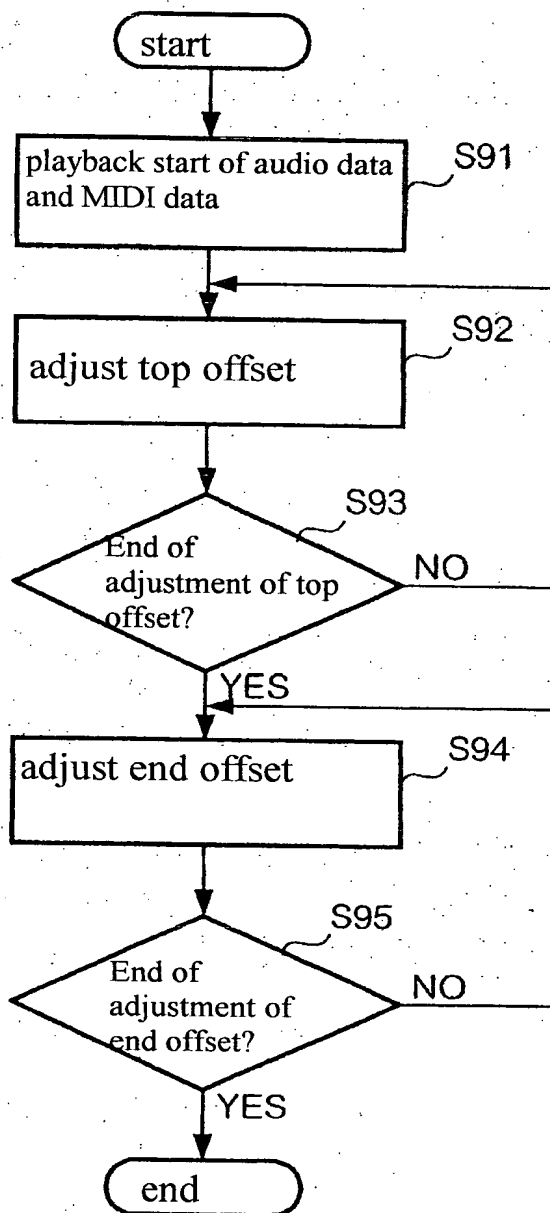 start
playback start of audio data
and MIDI data
S91
adjust top offset
S92
S93
End of
adjustment of top
offset?
NO
YES
adjust end offset
S94
S95
End of
adjustment of
end offset?
NO
YES
end